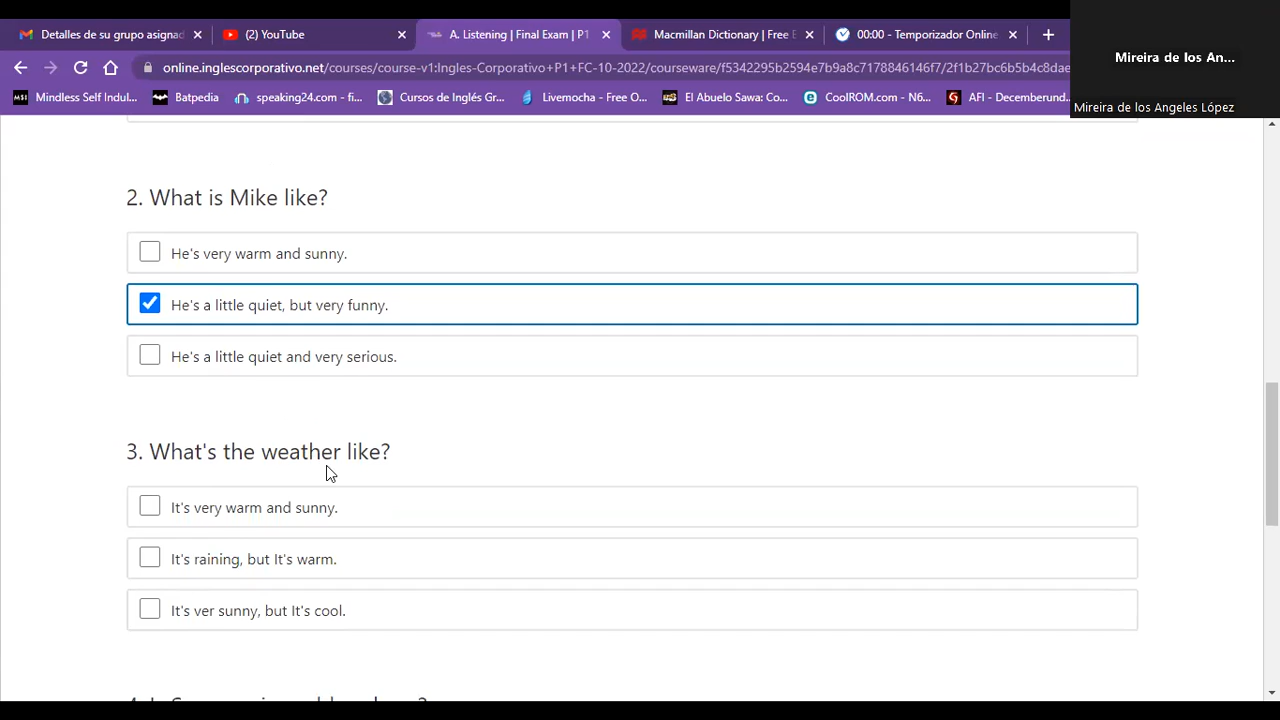 Detalles de su grupo asignad
(2) YouTube
A. Listening | Final Exam | P1
Macmillan Dictionary | Free E
00:00 - Temporizador Online
Mireira de los An...
online.inglescorporativo.net/courses/course-v1:Ingles-Corporativo+P1+FC-10-2022/courseware/f5342295b2594e7b9a8c7178846146f7/2f1b27bc6b5b4c8dae
Mindless Self Indul...
Batpedia
speaking24.com - fi...
Cursos de Inglés Gr...
Livemocha - Free O...
El Abuelo Sawa: Co...
CoolROM.com - N6...
AFI - Decemberund...
Mireira de los Angeles López
2. What is Mike like?
He's very warm and sunny.
He's a little quiet, but very funny.
He's a little quiet and very serious.
3. What's the weather like?
It's very warm and sunny.
It's raining, but It's warm.
It's ver sunny, but It's cool.